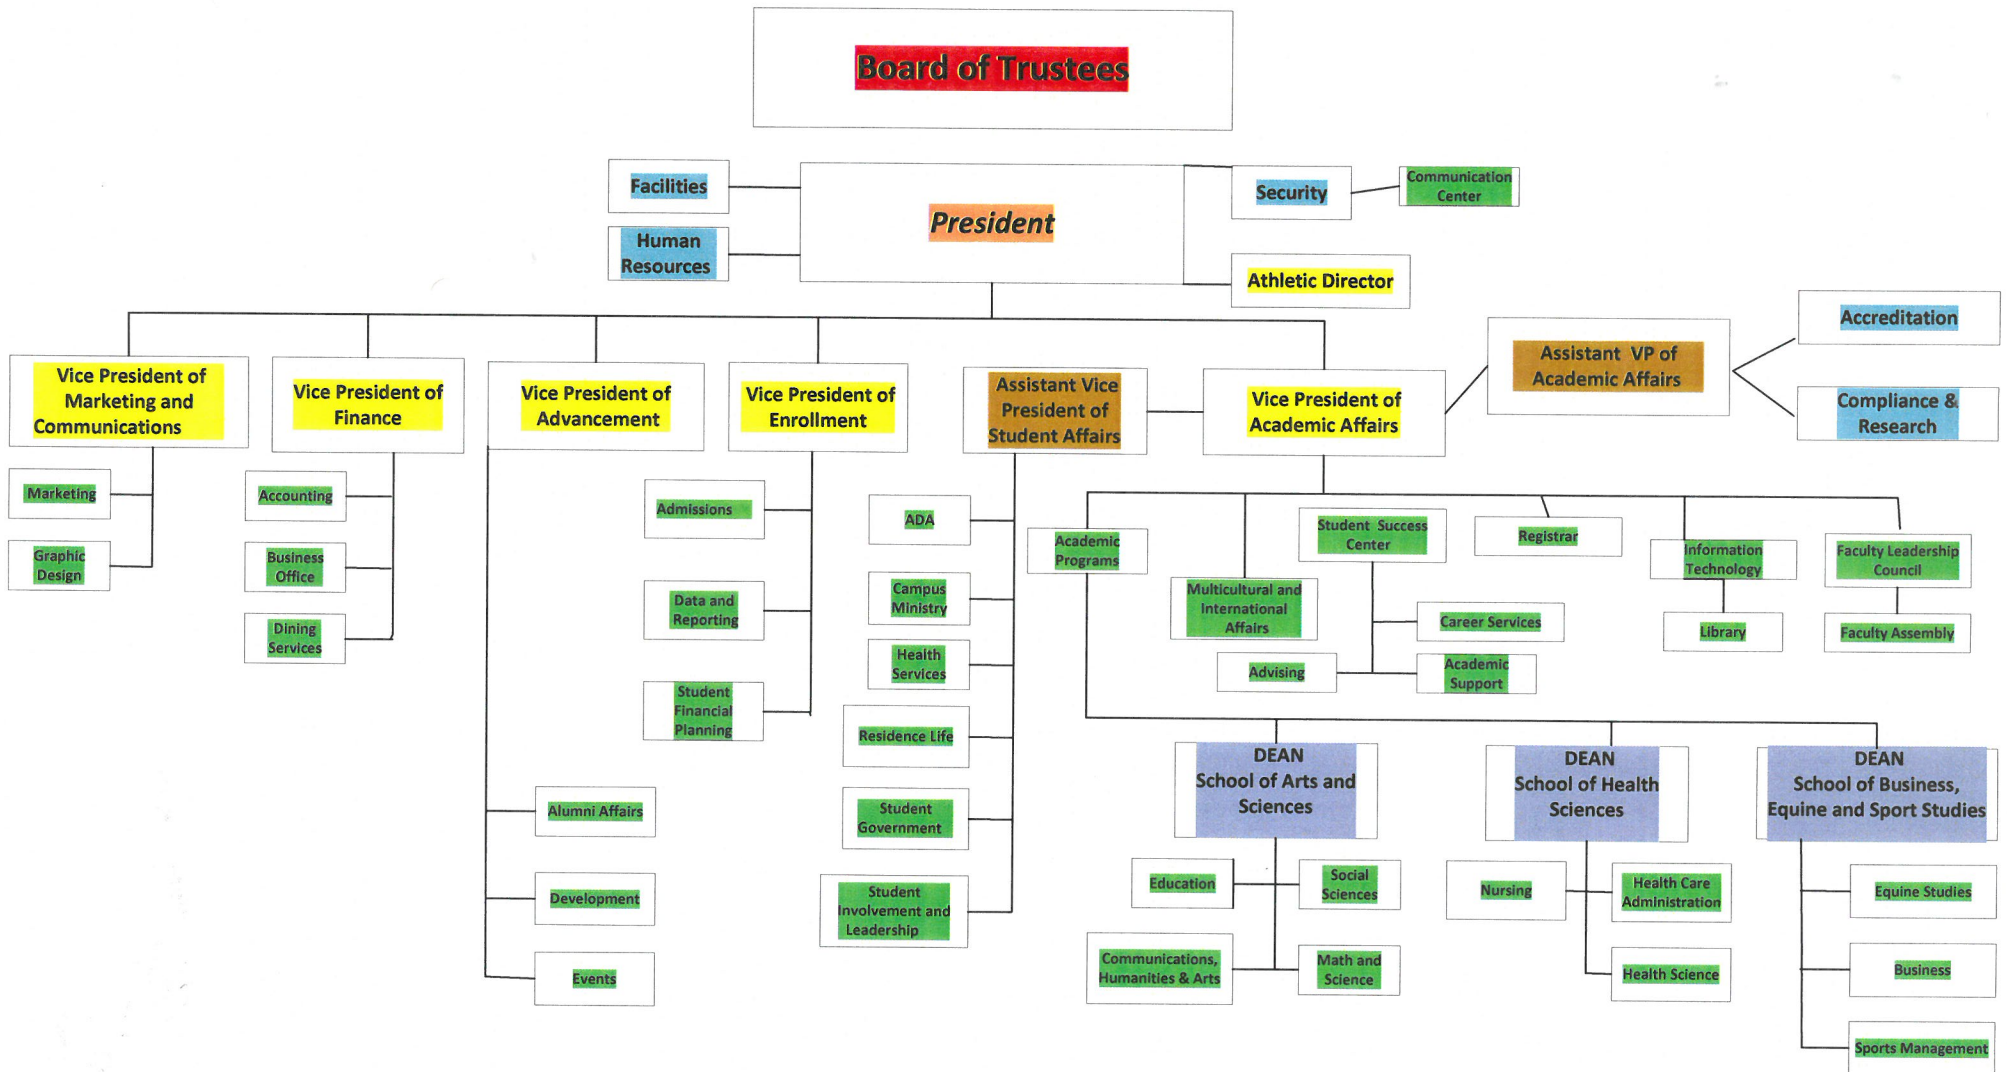 Board of Trustees
Facilities
Human
Resources
President
Security
Communication
Center
Athletic Director
Accreditation
Compliance &
Research
Assistant VP of
Academic Affairs
Vice President of
Marketing and
Communications
Vice President of
Finance
Vice President of
Advancement
Vice President of
Enrollment
Assistant Vice
President of
Student Affairs
Vice President of
Academic Affairs
Marketing
Graphic
Design
Accounting
Business
Office
Dining
Services
Alumni Affairs
Development
Events
Admissions
Data and
Reporting
Student
Financial
Planning
ADA
Campus
Ministry
Health
Services
Residence Life
Student
Government
Student
Involvement and
Leadership
Academic
Programs
Multicultural and
International
Affairs
Student Success
Center
Career Services
Advising
Academic
Support
Registrar
Information
Technology
Library
Faculty Leadership
Council
Faculty Assembly
DEAN
School of Arts and
Sciences
Education
Social
Sciences
Communications,
Humanities & Arts
Math and
Science
DEAN
School of Health
Sciences
Nursing
Health Care
Administration
Health Science
DEAN
School of Business,
Equine and Sport Studies
Equine Studies
Business
Sports Management